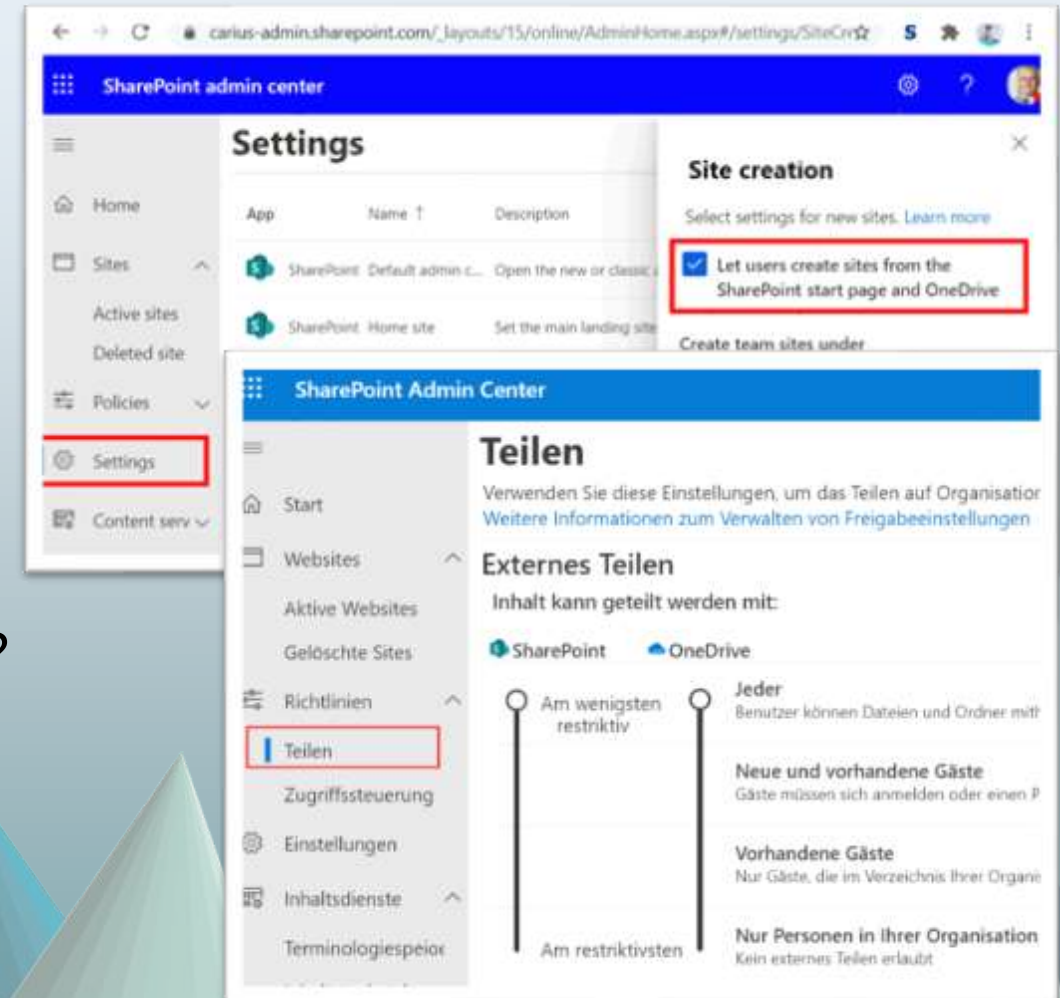 carius-admin.sharepoint.com/_layouts/15/online/AdminHome.aspx#/settings/SiteCre
S
SharePoint admin center
?
Settings
Home
Sites
Active sites
Deleted site
Policies
Settings
Content serv
App Name ↑ Description
SharePoint Default admin c... Open the new or classic
SharePoint Home site Set the main landing site
Site creation
Select settings for new sites. Learn more
Let users create sites from the
SharePoint start page and OneDrive
Create team sites under
?
SharePoint Admin Center
Start
Websites
Aktive Websites
Gelöschte Sites
Richtlinien
Teilen
Zugriffssteuerung
Einstellungen
Inhaltsdienste
Terminologiespeic
Teilen
Verwenden Sie diese Einstellungen, um das Teilen auf Organisation
Weitere Informationen zum Verwalten von Freigabeeinstellungen
Externes Teilen
Inhalt kann geteilt werden mit:
SharePoint OneDrive
Am wenigsten
restriktiv
Am restriktivsten
Jeder
Benutzer können Dateien und Ordner mith
Neue und vorhandene Gäste
Gäste müssen sich anmelden oder einen P
Vorhandene Gäste
Nur Gäste, die im Verzeichnis Ihrer Organi
Nur Personen in Ihrer Organisation
Kein externes Teilen erlaubt